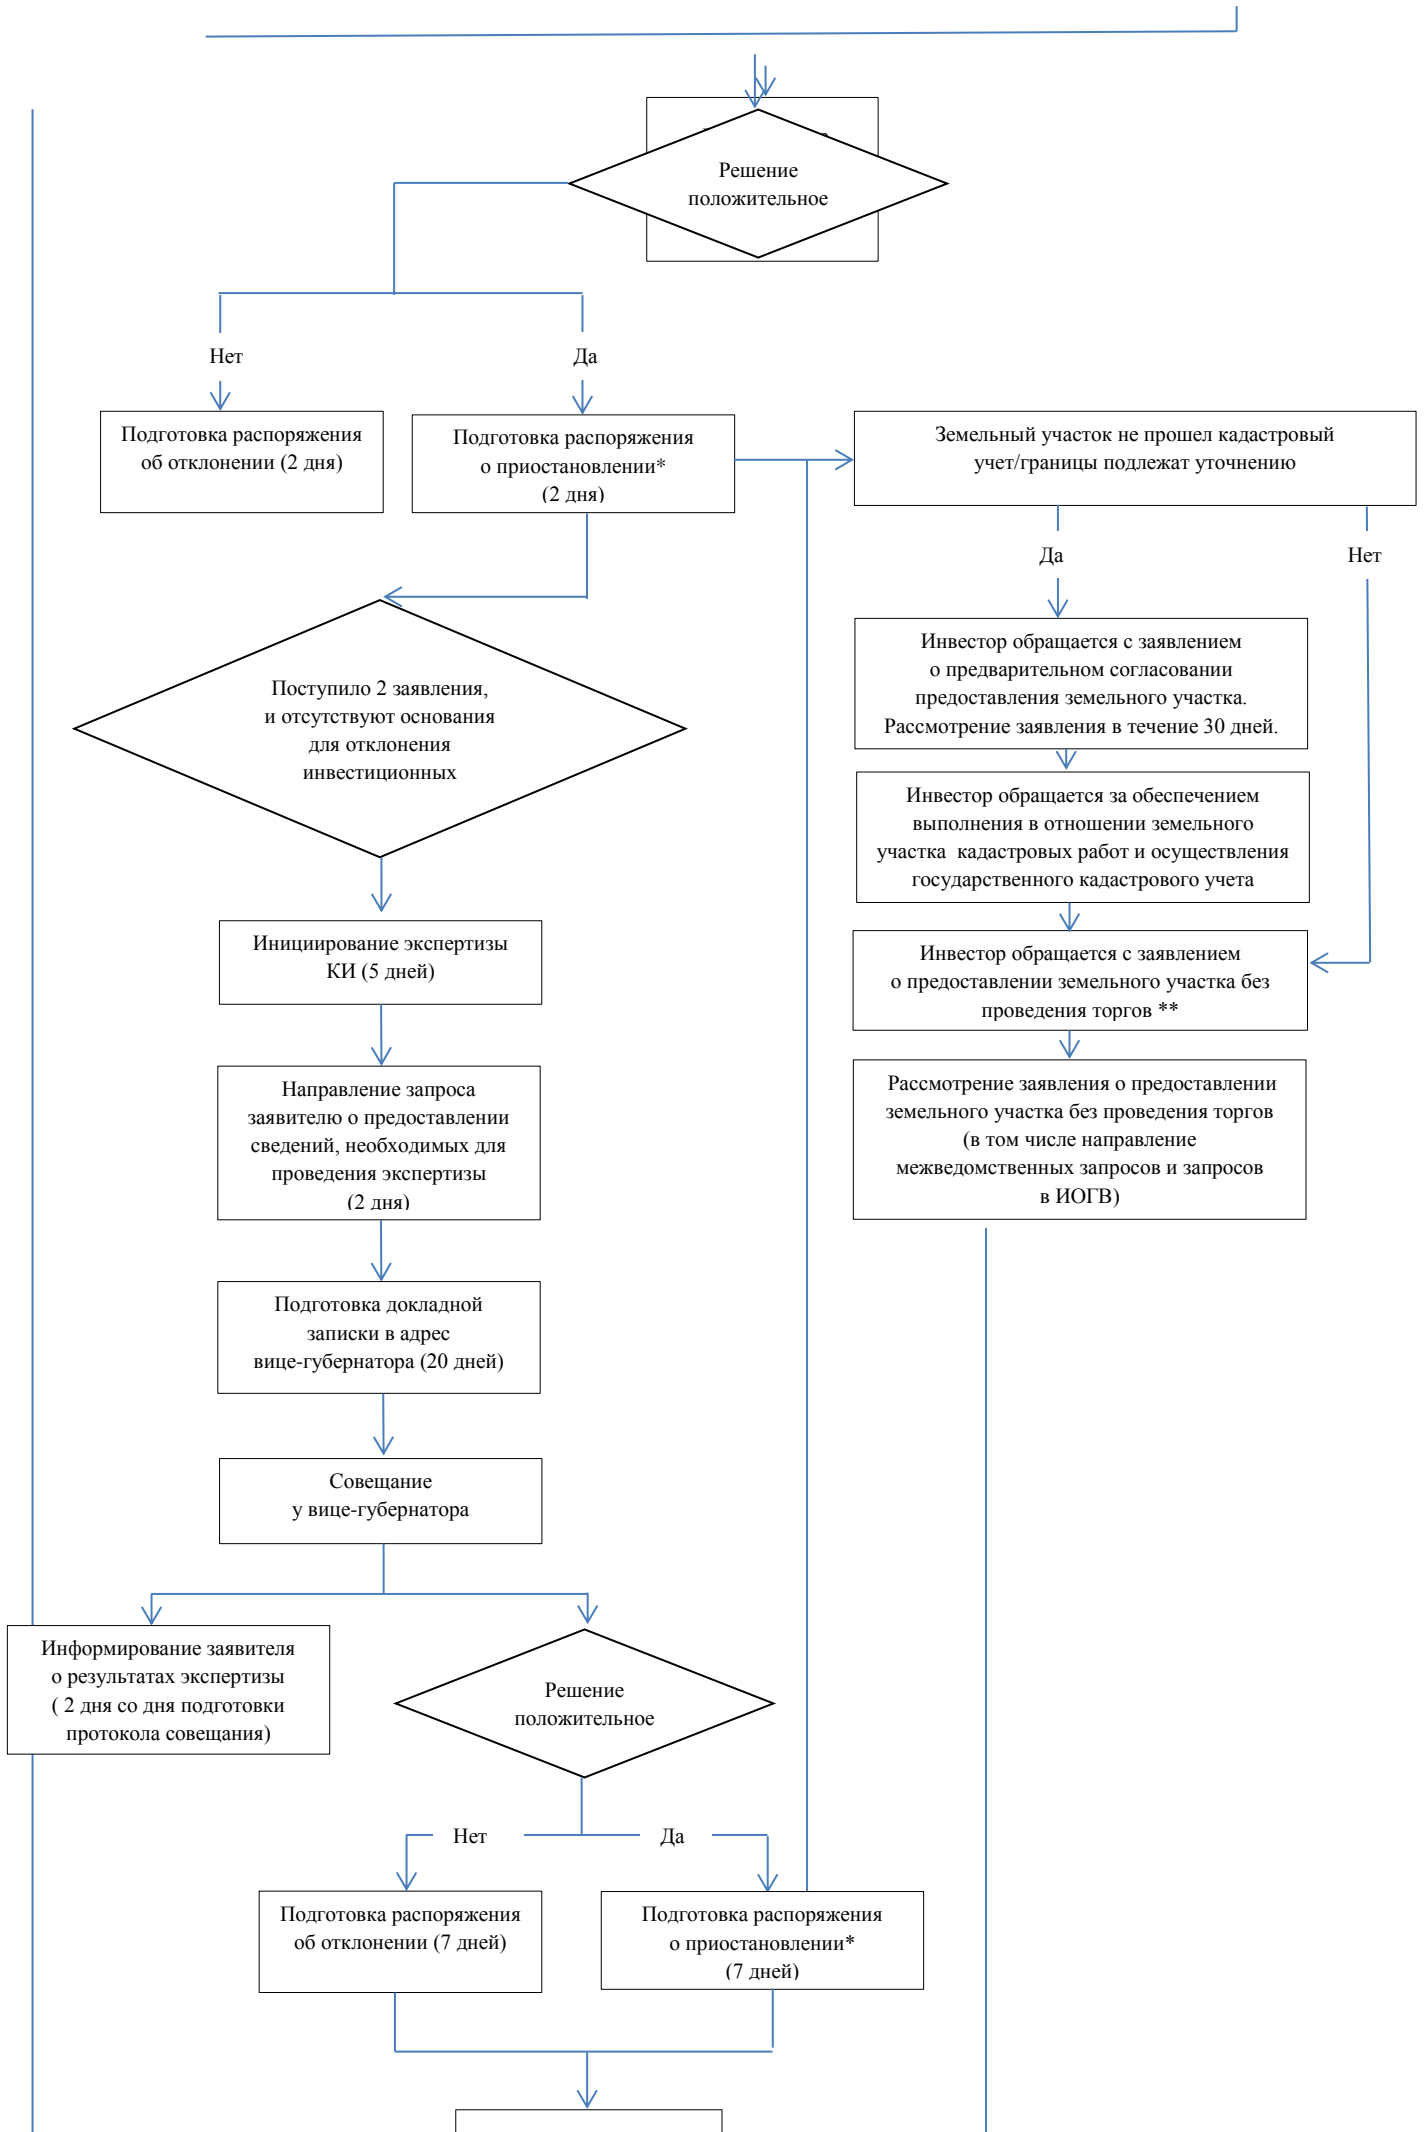 Решение
положительное
Нет
Да
Подготовка распоряжения
об отклонении (2 дня)
Подготовка распоряжения
о приостановлении*
(2 дня)
Земельный участок не прошел кадастровый
учет/границы подлежат уточнению
Да
Нет
Поступило 2 заявления,
и отсутствуют основания
для отклонения
инвестиционных
Инвестор обращается с заявлением
о предварительном согласовании
предоставления земельного участка.
Рассмотрение заявления в течение 30 дней.
Инвестор обращается за обеспечением
выполнения в отношении земельного
участка кадастровых работ и осуществления
государственного кадастрового учета
Инициирование экспертизы
КИ (5 дней)
Инвестор обращается с заявлением
о предоставлении земельного участка без
проведения торгов **
Направление запроса
заявителю о предоставлении
сведений, необходимых для
проведения экспертизы
(2 дня)
Рассмотрение заявления о предоставлении
земельного участка без проведения торгов
(в том числе направление
межведомственных запросов и запросов
в ИОГВ)
Подготовка докладной
записки в адрес
вице-губернатора (20 дней)
Совещание
у вице-губернатора
Информирование заявителя
о результатах экспертизы
( 2 дня со дня подготовки
протокола совещания)
Решение
положительное
Нет
Да
Подготовка распоряжения
об отклонении (7 дней)
Подготовка распоряжения
о приостановлении*
(7 дней)